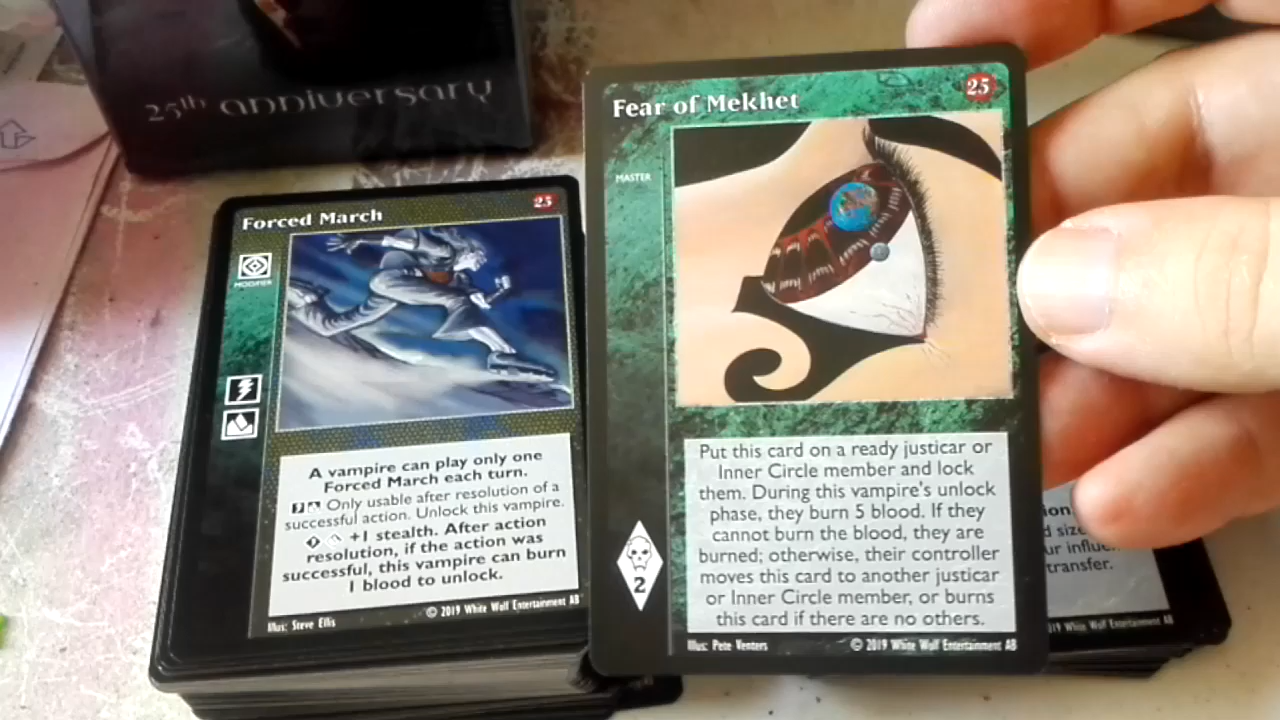 25th anniversary
Forced March
25
MODIFIER
A vampire can play only one
Forced March each turn.
Only usable after resolution of a
successful action. Unlock this vampire.
+1 stealth. After action
resolution, if the action was
successful, this vampire can burn
1 blood to unlock.
Illus: Steve Ellis
© 2019 White Wolf Entertainment AB
Fear of Mekhet
25
MASTER
Put this card on a ready justicar or
Inner Circle member and lock
them. During this vampire's unlock
phase, they burn 5 blood. If they
cannot burn the blood, they are
burned; otherwise, their controller
moves this card to another justicar
or Inner Circle member, or burns
this card if there are no others.
2
Illus: Pete Venters
© 2019 White Wolf Entertainment AB
transfer.
White Wolf Entertainment AB